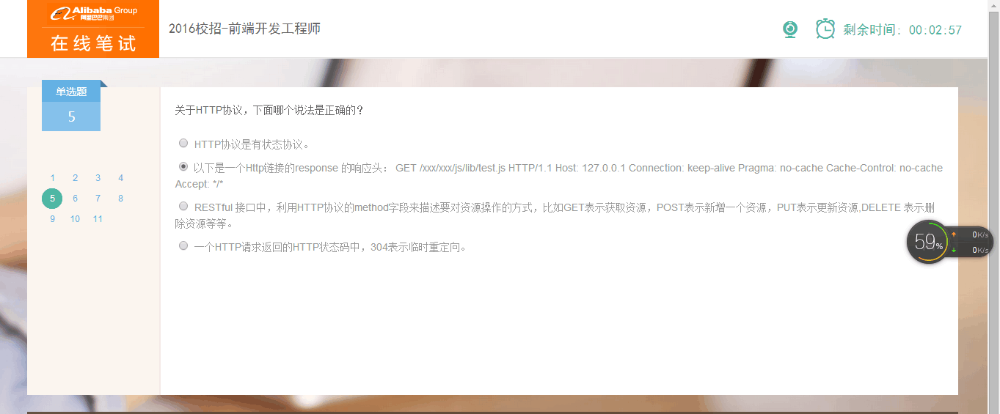 Alibaba Group
阿里巴巴集团
在线笔试
2016校招-前端开发工程师
剩余时间：00:02:57
单选题
5
1 2 3 4
5 6 7 8
9 10 11
关于HTTP协议，下面哪个说法是正确的？
HTTP协议是有状态协议。
以下是一个Http链接的response 的响应头： GET /xxx/xxx/js/lib/test.js HTTP/1.1 Host: 127.0.0.1 Connection: keep-alive Pragma: no-cache Cache-Control: no-cache
Accept: */*
RESTful 接口中，利用HTTP协议的method字段来描述要对资源操作的方式，比如GET表示获取资源，POST表示新增一个资源，PUT表示更新资源,DELETE 表示删
除资源等等。
一个HTTP请求返回的HTTP状态码中，304表示临时重定向。
59%
0K/s
0K/s